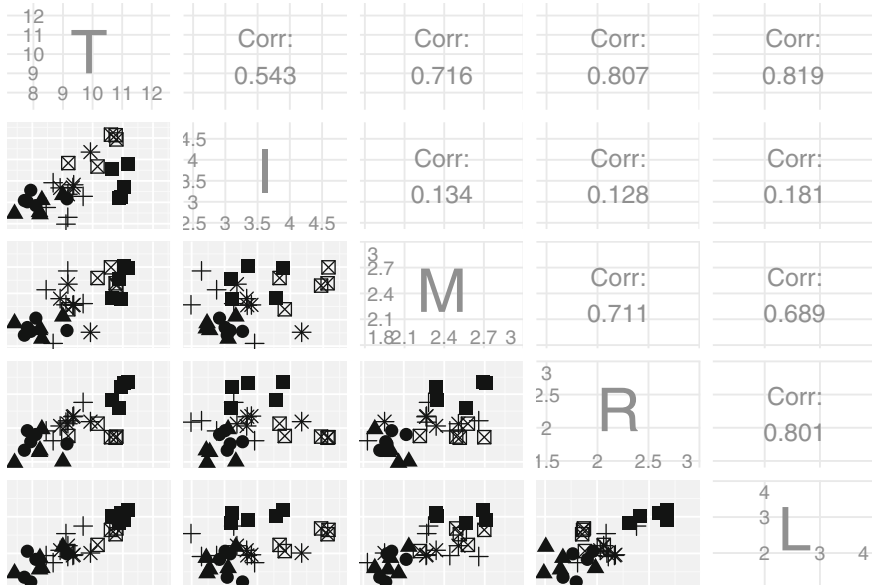 12
11
10
9
8 9 10 11 12
T
Corr:
0.543
Corr:
0.716
Corr:
0.807
Corr:
0.819
4.5
4
3.5
3
2.5 3 3.5 4 4.5
I
Corr:
0.134
Corr:
0.128
Corr:
0.181
3
2.7
2.4
2.1
1.8 2.1 2.4 2.7 3
M
Corr:
0.711
Corr:
0.689
3
2.5
2
1.5 2 2.5 3
R
Corr:
0.801
4
3
2 3 4
L